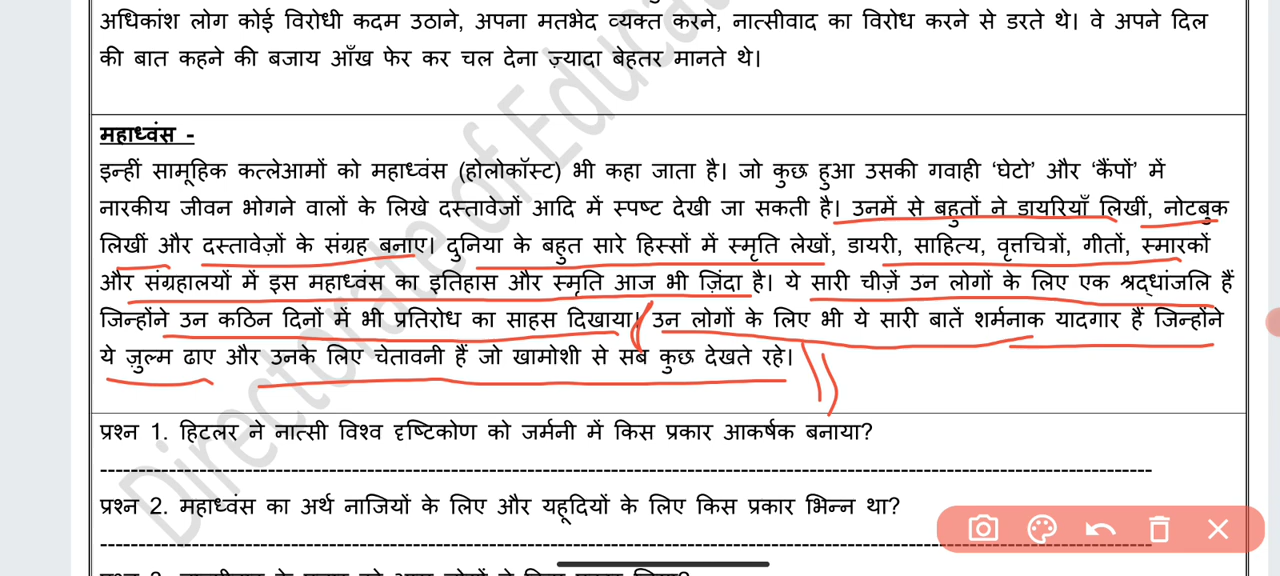 अधिकांश लोग कोई विरोधी कदम उठाने, अपना मतभेद व्यक्त करने, नात्सीवाद का विरोध करने से डरते थे। वे अपने दिल
की बात कहने की बजाय आँख फेर कर चल देना ज़्यादा बेहतर मानते थे।
महाध्वंस -
इन्हीं सामूहिक कत्लेआमों को महाध्वंस (होलोकॉस्ट) भी कहा जाता है। जो कुछ हुआ उसकी गवाही ‘घेटो’ और ‘कैंपों’ में
नारकीय जीवन भोगने वालों के लिखे दस्तावेज़ों आदि में स्पष्ट देखी जा सकती है। उनमें से बहुतों ने डायरियाँ लिखीं, नोटबुक
लिखीं और दस्तावेज़ों के संग्रह बनाए। दुनिया के बहुत सारे हिस्सों में स्मृति लेखों, डायरी, साहित्य, वृत्तचित्रों, गीतों, स्मारकों
और संग्रहालयों में इस महाध्वंस का इतिहास और स्मृति आज भी ज़िंदा है। ये सारी चीज़ें उन लोगों के लिए एक श्रद्धांजलि हैं
जिन्होंने उन कठिन दिनों में भी प्रतिरोध का साहस दिखाया। उन लोगों के लिए भी ये सारी बातें शर्मनाक यादगार हैं जिन्होंने
ये ज़ुल्म ढाए और उनके लिए चेतावनी हैं जो खामोशी से सब कुछ देखते रहे।
प्रश्न 1. हिटलर ने नात्सी विश्व दृष्टिकोण को जर्मनी में किस प्रकार आकर्षक बनाया?
प्रश्न 2. महाध्वंस का अर्थ नाजियों के लिए और यहूदियों के लिए किस प्रकार भिन्न था?
Directorate of Educat